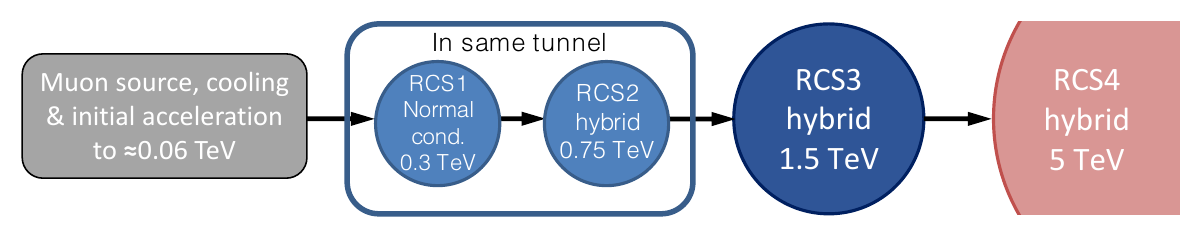 Muon source, cooling
& initial acceleration
to ≈0.06 TeV
In same tunnel
RCS1
Normal
cond.
0.3 TeV
RCS2
hybrid
0.75 TeV
RCS3
hybrid
1.5 TeV
RCS4
hybrid
5 TeV